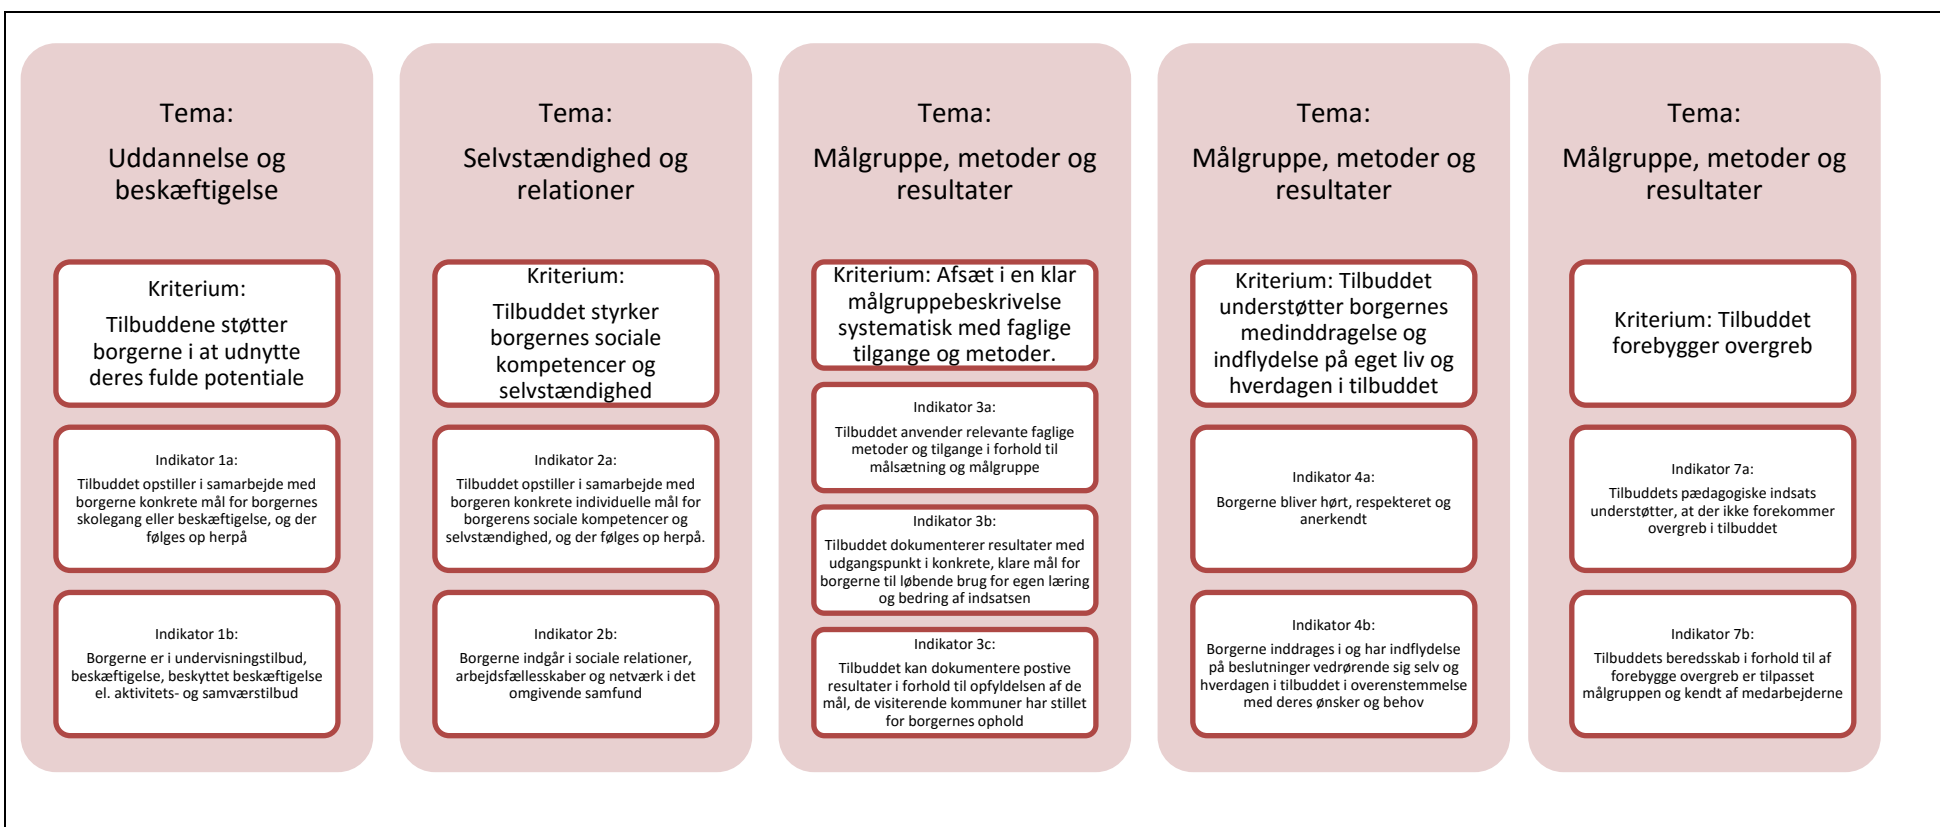 Tema:
Uddannelse og
beskæftigelse
Kriterium:
Tilbuddene støtter
borgerne i at udnytte
deres fulde potentiale
Indikator 1a:
Tilbuddet opstiller i samarbejde med
borgerne konkrete mål for borgernes
skolegang eller beskæftigelse, og der
følges op herpå
Indikator 1b:
Borgerne er i undervisningstilbud,
beskæftigelse, beskyttet beskæftigelse
el. aktivitets- og samværstilbud
Tema:
Selvstændighed og
relationer
Kriterium:
Tilbuddet styrker
borgernes sociale
kompetencer og
selvstændighed
Indikator 2a:
Tilbuddet opstiller i samarbejde med
borgeren konkrete individuelle mål for
borgerens sociale kompetencer og
selvstændighed, og der følges op herpå.
Indikator 2b:
Borgerne indgår i sociale relationer,
arbejdsfællesskaber og netværk i det
omgivende samfund
Tema:
Målgruppe, metoder og
resultater
Kriterium: Afsæt i en klar
målgruppebeskrivelse
systematisk med faglige
tilgange og metoder.
Indikator 3a:
Tilbuddet anvender relevante faglige
metoder og tilgange i forhold til
målsætning og målgruppe
Indikator 3b:
Tilbuddet dokumenterer resultater med
udgangspunkt i konkrete, klare mål for
borgerne til løbende brug for egen læring
og bedring af indsatsen
Indikator 3c:
Tilbuddet kan dokumentere postive
resultater i forhold til opfyldelsen af de
mål, de visiterende kommuner har stillet
for borgernes ophold
Tema:
Målgruppe, metoder og
resultater
Kriterium: Tilbuddet
understøtter borgernes
medinddragelse og
indflydelse på eget liv og
hverdagen i tilbuddet
Indikator 4a:
Borgerne bliver hørt, respekteret og
anerkendt
Indikator 4b:
Borgerne inddrages i og har indflydelse
på beslutninger vedrørende sig selv og
hverdagen i tilbuddet i overenstemmelse
med deres ønsker og behov
Tema:
Målgruppe, metoder og
resultater
Kriterium: Tilbuddet
forebygger overgreb
Indikator 7a:
Tilbuddets pædagogiske indsats
understøtter, at der ikke forekommer
overgreb i tilbuddet
Indikator 7b:
Tilbuddets beredsskab i forhold til af
forebygge overgreb er tilpasset
målgruppen og kendt af medarbejderne